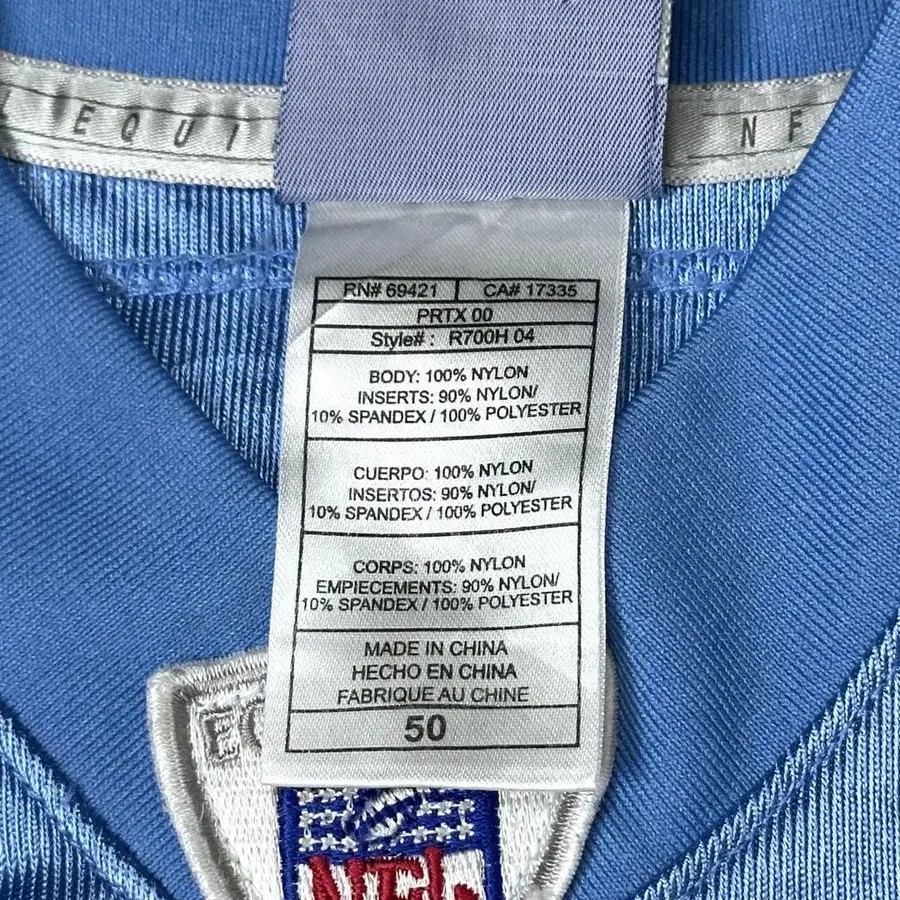 EQUI
NF
RN# 69421 CA# 17335
PRTX 00
Style# : R700H 04
BODY: 100% NYLON
INSERTS: 90% NYLON/
10% SPANDEX / 100% POLYESTER
CUERPO: 100% NYLON
INSERTOS: 90% NYLON/
10% SPANDEX / 100% POLYESTER
CORPS: 100% NYLON
EMPIECEMENTS: 90% NYLON/
10% SPANDEX / 100% POLYESTER
MADE IN CHINA
HECHO EN CHINA
FABRIQUE AU CHINE
50
NFL